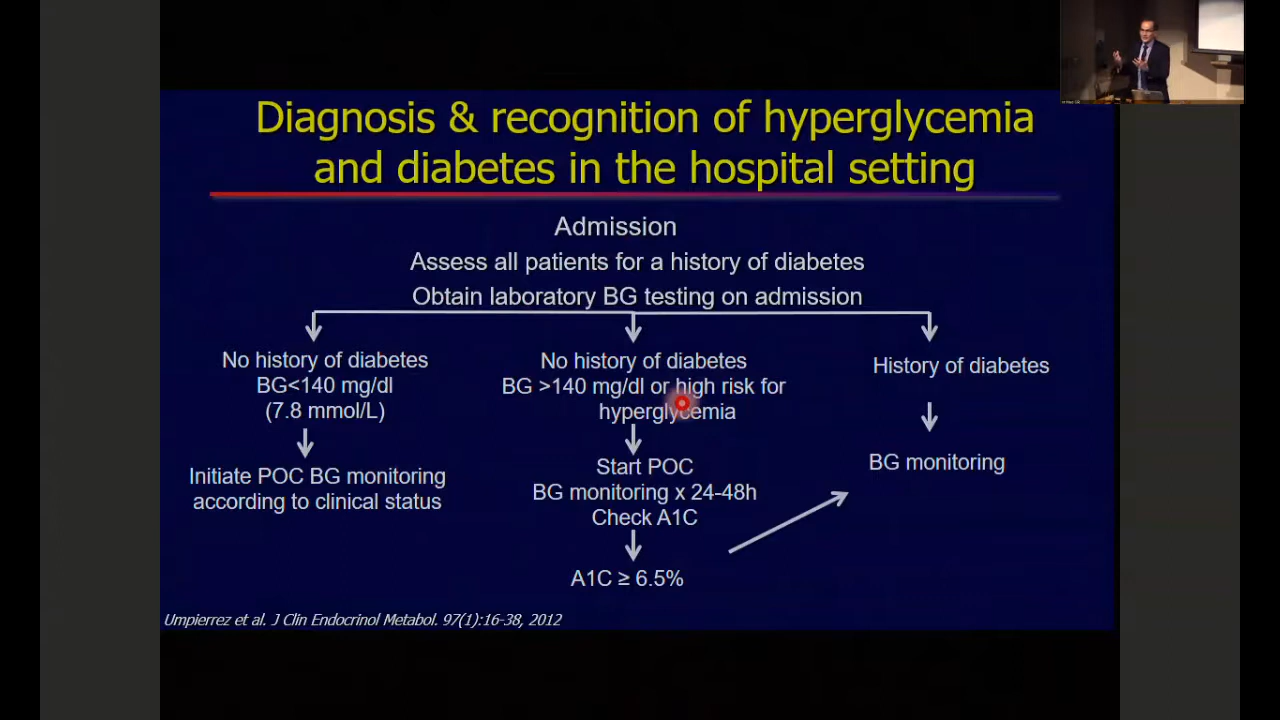 Diagnosis & recognition of hyperglycemia
and diabetes in the hospital setting
Admission
Assess all patients for a history of diabetes
Obtain laboratory BG testing on admission
No history of diabetes
BG<140 mg/dl
(7.8 mmol/L)
Initiate POC BG monitoring
according to clinical status
No history of diabetes
BG >140 mg/dl or high risk for
hyperglycemia
Start POC
BG monitoring x 24-48h
Check A1C
A1C ≥ 6.5%
History of diabetes
BG monitoring
Umpierrez et al. J Clin Endocrinol Metabol. 97(1):16-38, 2012